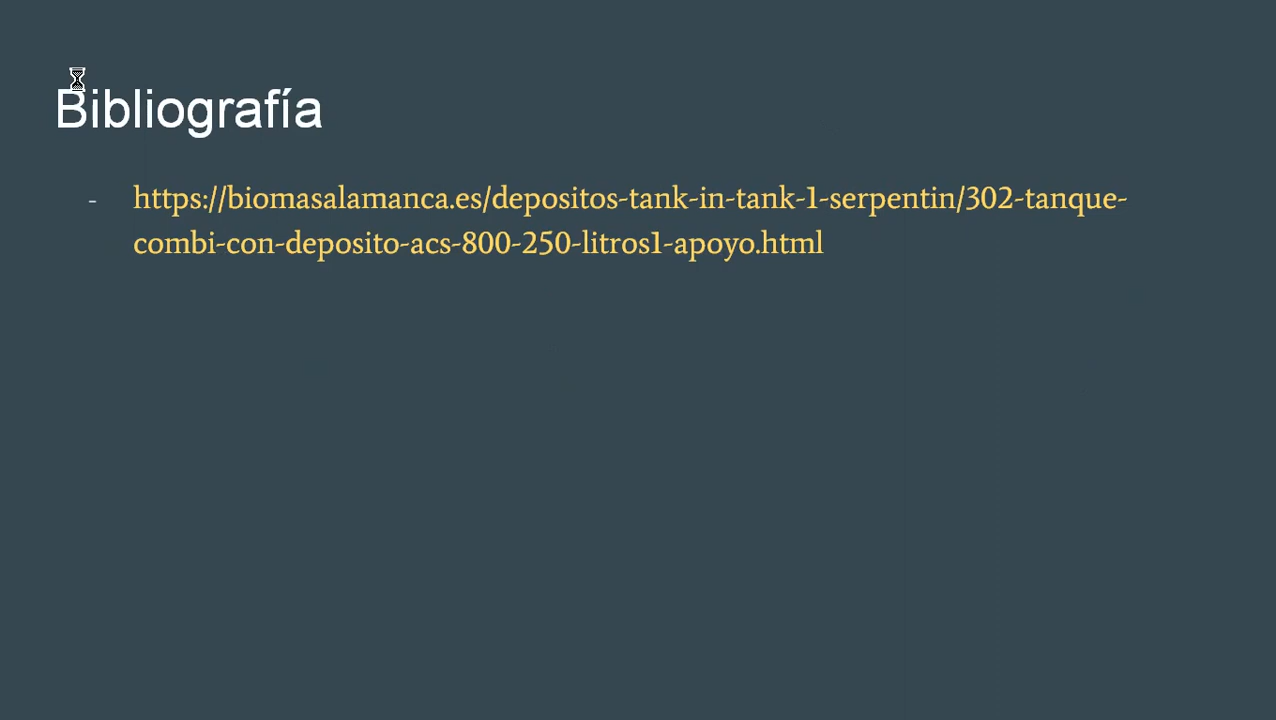 Bibliografía
- https://biomasalamanca.es/depositos-tank-in-tank-1-serpentin/302-tanque-
combi-con-deposito-acs-800-250-litros1-apoyo.html